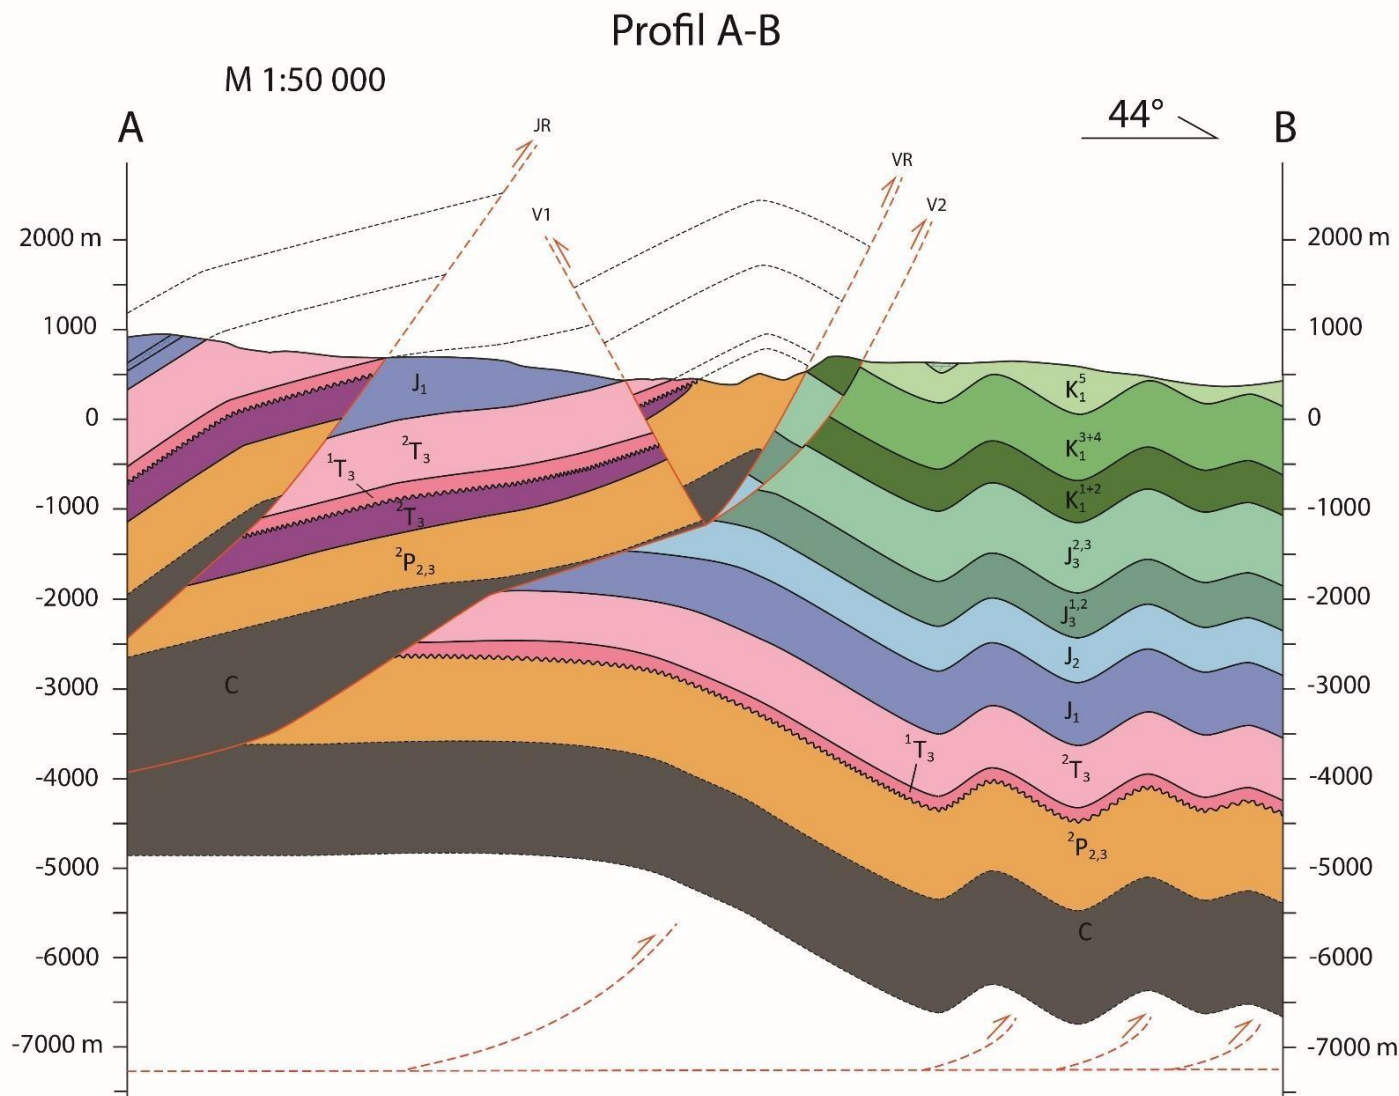 Profil A-B
M 1:50 000
A
44°
B
JR
VR
V1
V2
2000 m
2000 m
1000
1000
J₁
K₁⁵
0
0
²T₃
K₁³⁺⁴
¹T₃
-1000
K₁¹⁺²
-1000
²T₃
²P₂,₃
J₃²,³
-2000
-2000
J₃¹,²
J₂
C
-3000
-3000
J₁
¹T₃
²T₃
-4000
-4000
²P₂,₃
-5000
-5000
C
-6000
-6000
-7000 m
-7000 m